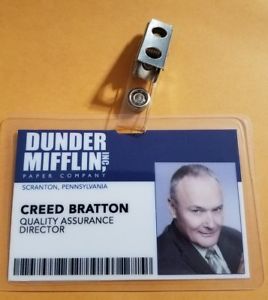 DUNDER
MIFFLIN, INC
PAPER COMPANY
SCRANTON, PENNSYLVANIA
CREED BRATTON
QUALITY ASSURANCE
DIRECTOR